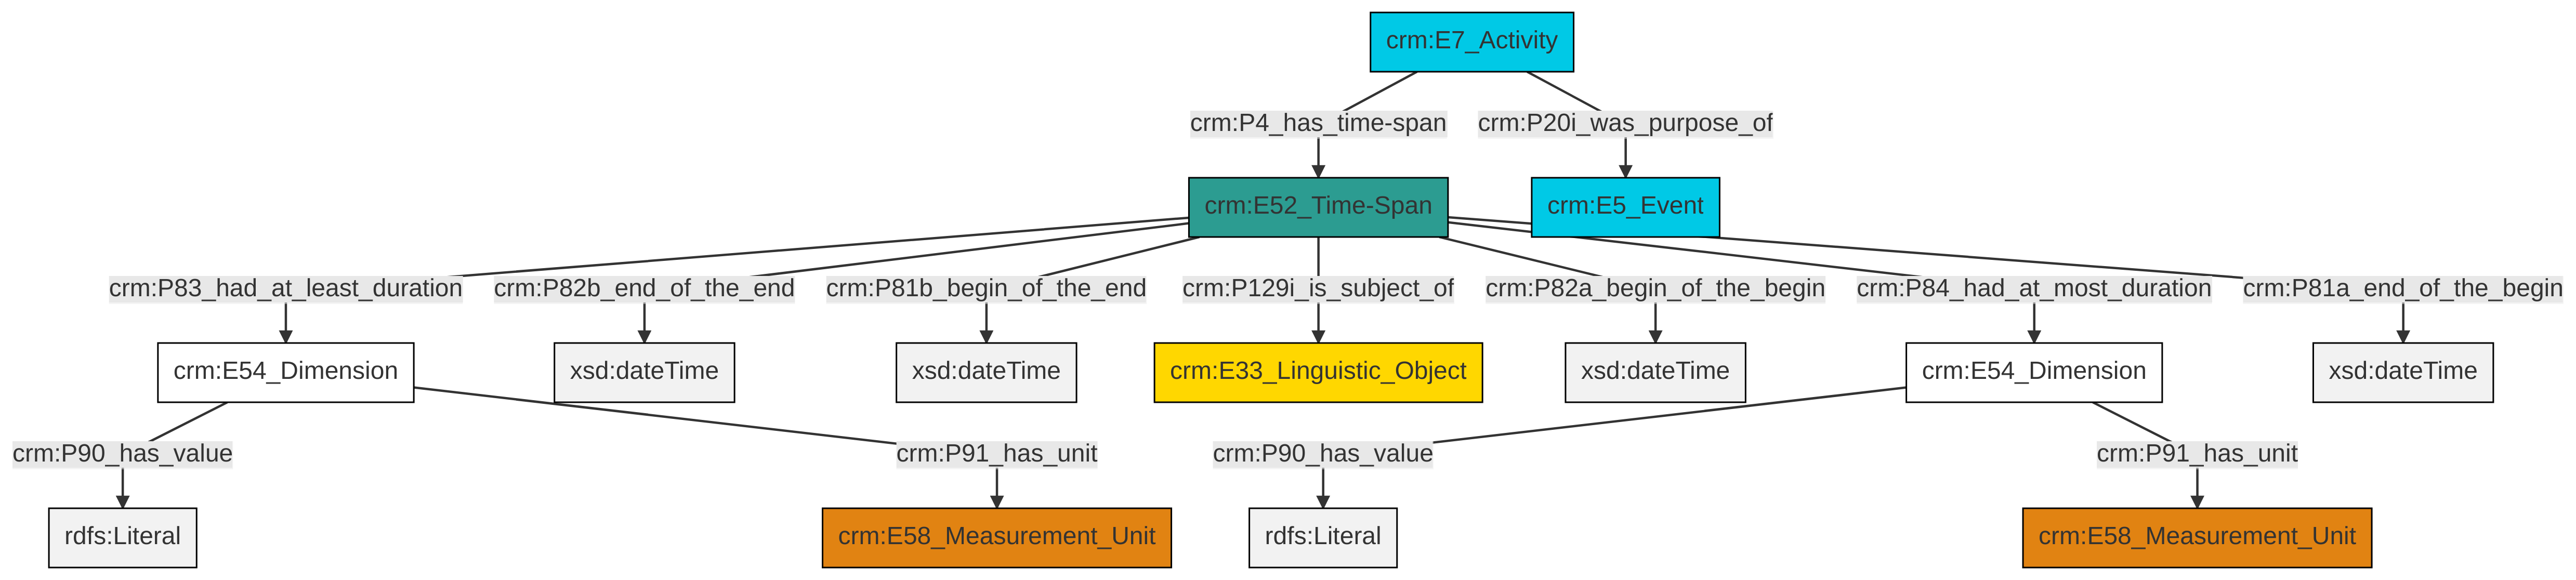 crm:E7_Activity
crm:P4_has_time-span
crm:P20i_was_purpose_of
crm:E52_Time-Span
crm:E5_Event
crm:P83_had_at_least_duration
crm:P82b_end_of_the_end
crm:P81b_begin_of_the_end
crm:P129i_is_subject_of
crm:P82a_begin_of_the_begin
crm:P84_had_at_most_duration
crm:P81a_end_of_the_begin
crm:E54_Dimension
xsd:dateTime
xsd:dateTime
crm:E33_Linguistic_Object
xsd:dateTime
crm:E54_Dimension
xsd:dateTime
crm:P90_has_value
crm:P91_has_unit
crm:P90_has_value
crm:P91_has_unit
rdfs:Literal
crm:E58_Measurement_Unit
rdfs:Literal
crm:E58_Measurement_Unit